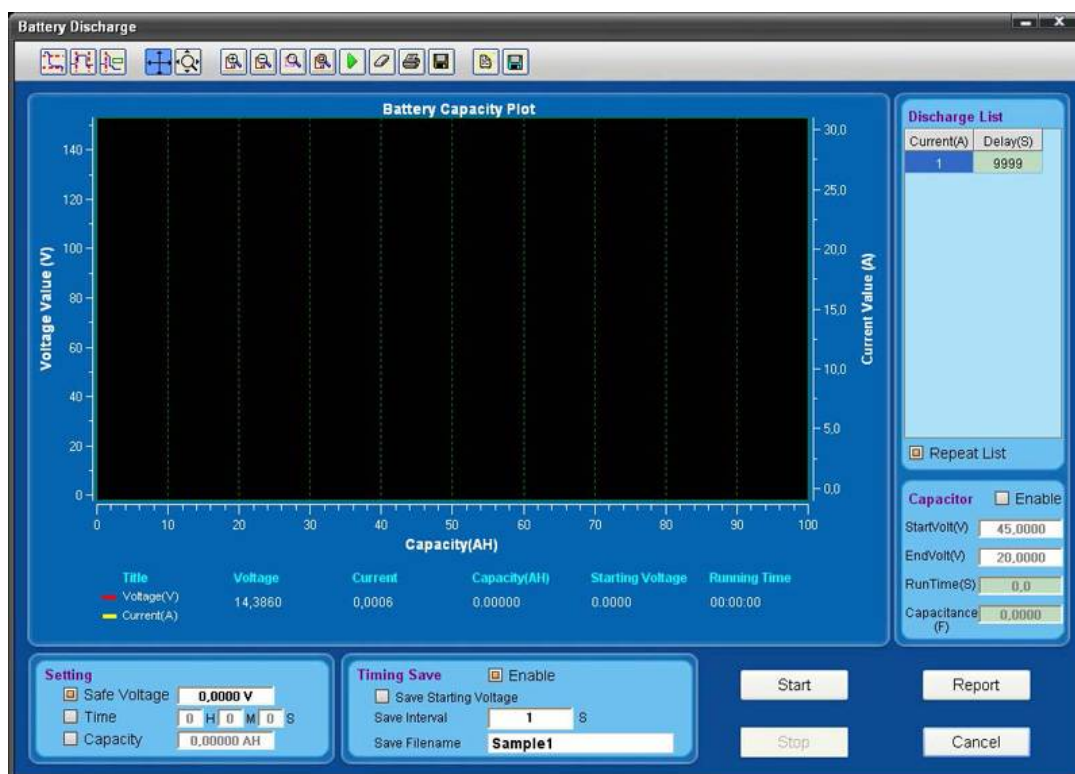 Battery Discharge
Battery Capacity Plot
Voltage Value (V)
140
120
100
80
60
40
20
0
30,0
25,0
20,0
15,0
10,0
5,0
0,0
Current Value (A)
0 10 20 30 40 50 60 70 80 90 100
Capacity(AH)
Title Voltage Current Capacity(AH) Starting Voltage Running Time
Voltage(V) 14,3860 0,0006 0.00000 0.0000 00:00:00
Current(A)
Discharge List
Current(A) Delay(S)
1 9999
Repeat List
Capacitor Enable
StartVolt(V) 45,0000
EndVolt(V) 20,0000
RunTime(S) 0,0
Capacitance 0,0000
(F)
Setting
Safe Voltage 0,0000 V
Time 0 H 0 M 0 S
Capacity 0,00000 AH
Timing Save Enable
Save Starting Voltage
Save Interval 1 S
Save Filename Sample1
Start Report
Stop Cancel